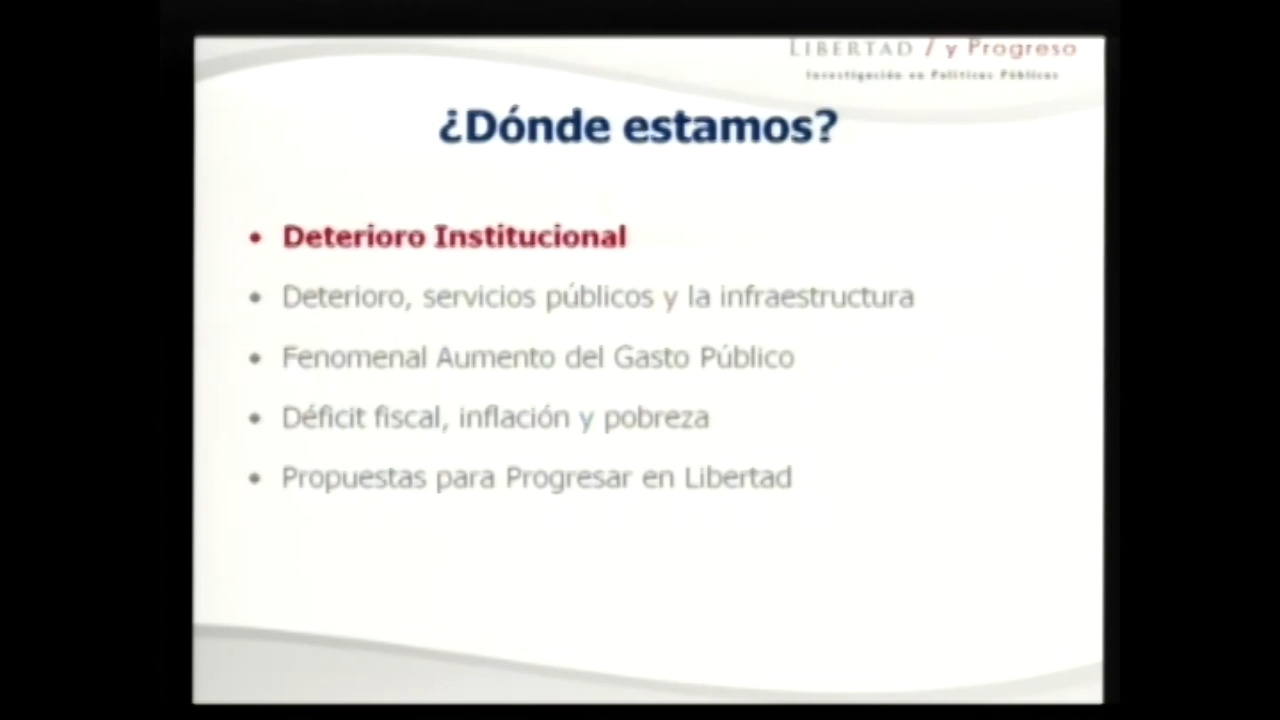 LIBERTAD / y Progreso
Investigación en Políticas Públicas
¿Dónde estamos?
• Deterioro Institucional
• Deterioro, servicios públicos y la infraestructura
• Fenomenal Aumento del Gasto Público
• Déficit fiscal, inflación y pobreza
• Propuestas para Progresar en Libertad